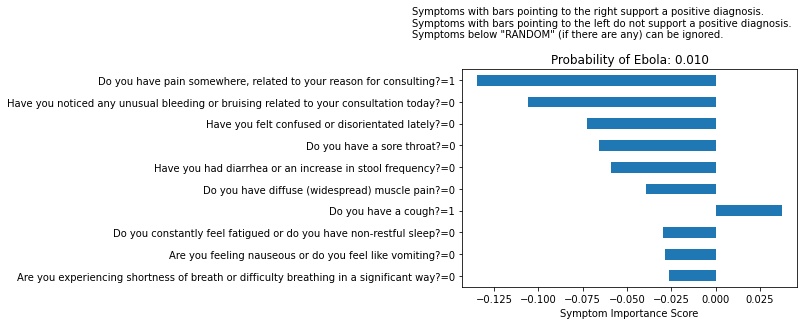 Symptoms with bars pointing to the right support a positive diagnosis.
Symptoms with bars pointing to the left do not support a positive diagnosis.
Symptoms below "RANDOM" (if there are any) can be ignored.
Probability of Ebola: 0.010
Do you have pain somewhere, related to your reason for consulting?=1
Have you noticed any unusual bleeding or bruising related to your consultation today?=0
Have you felt confused or disorientated lately?=0
Do you have a sore throat?=0
Have you had diarrhea or an increase in stool frequency?=0
Do you have diffuse (widespread) muscle pain?=0
Do you have a cough?=1
Do you constantly feel fatigued or do you have non-restful sleep?=0
Are you feeling nauseous or do you feel like vomiting?=0
Are you experiencing shortness of breath or difficulty breathing in a significant way?=0
−0.125 −0.100 −0.075 −0.050 −0.025 0.000 0.025
Symptom Importance Score